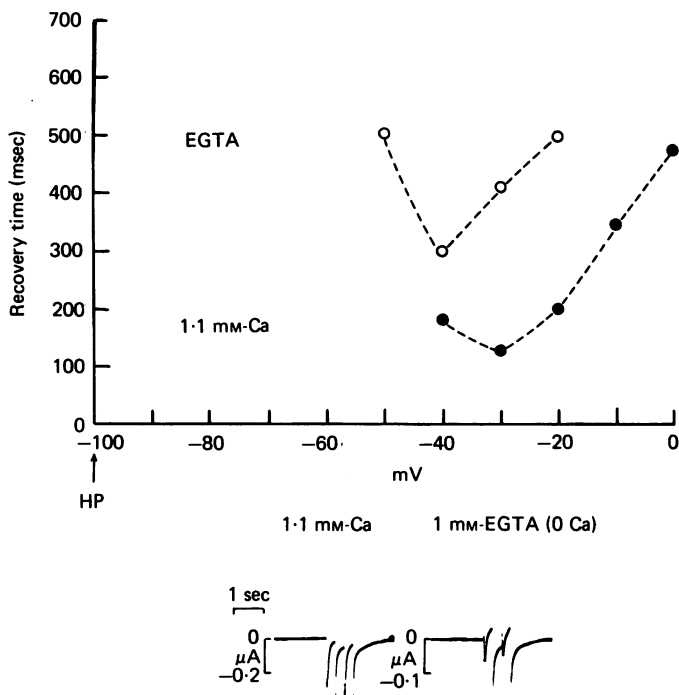 700
600
500
400
300
200
100
0
Recovery time (msec)
EGTA
1·1 mM-Ca
−100 −80 −60 −40 −20 0
mV
HP
1·1 mM-Ca 1 mM-EGTA (0 Ca)
1 sec
0 0
μA μA
−0·2 −0·1